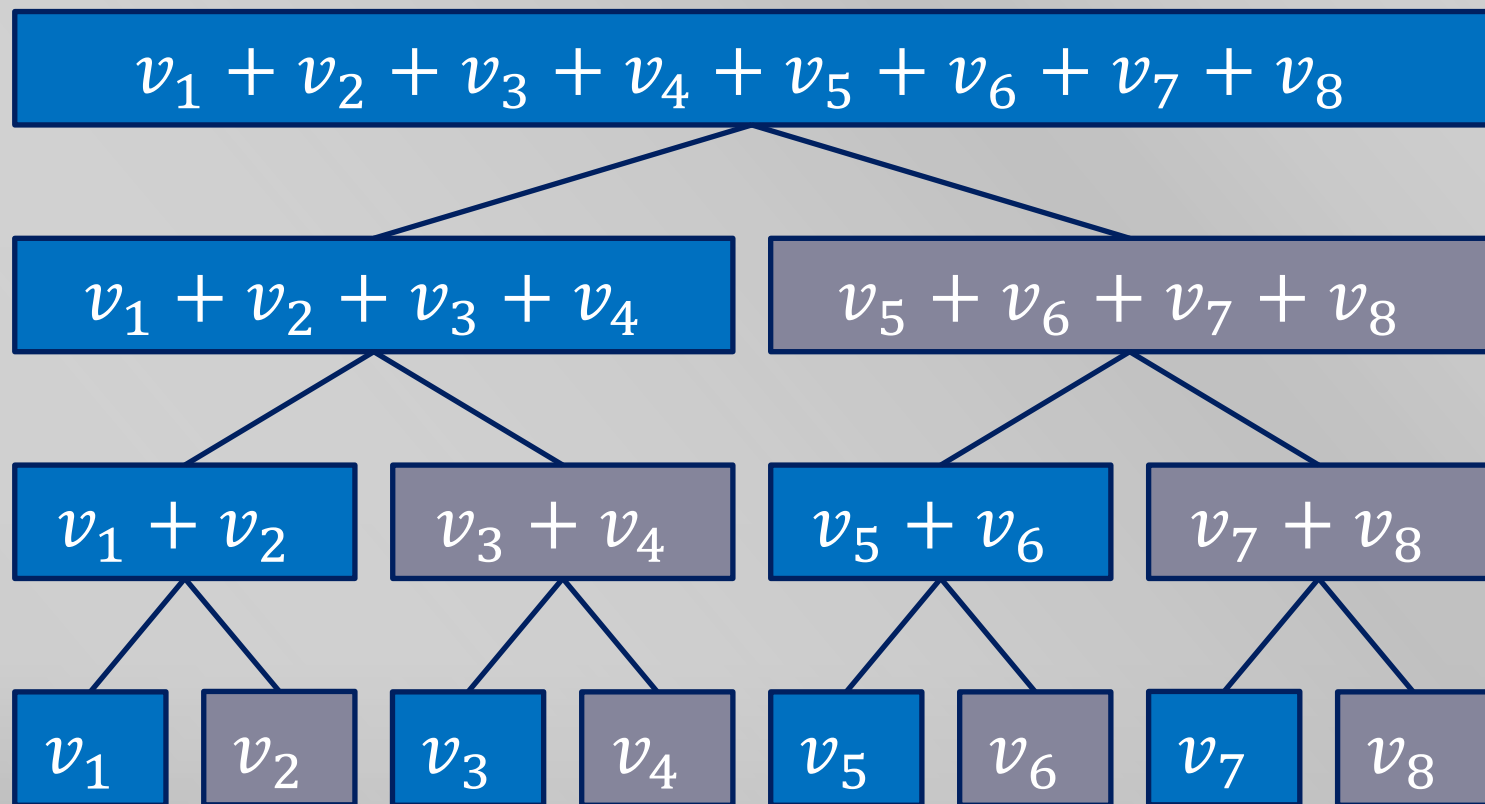 v₁ + v₂ + v₃ + v₄ + v₅ + v₆ + v₇ + v₈
v₁ + v₂ + v₃ + v₄ v₅ + v₆ + v₇ + v₈
v₁ + v₂ v₃ + v₄ v₅ + v₆ v₇ + v₈
v₁ v₂ v₃ v₄ v₅ v₆ v₇ v₈